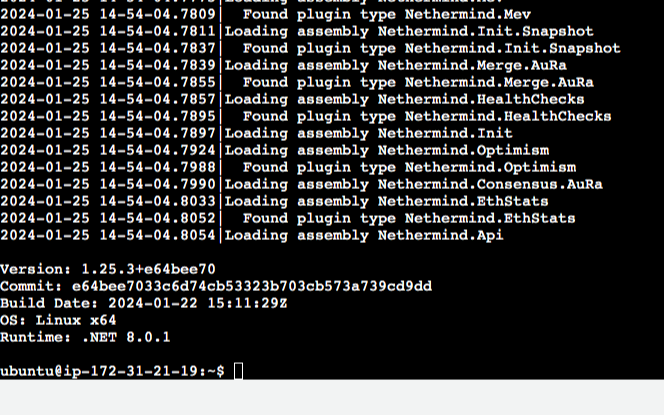 2024-01-25 14-54-04.7809|  Found plugin type Nethermind.Mev
2024-01-25 14-54-04.7811|Loading assembly Nethermind.Init.Snapshot
2024-01-25 14-54-04.7837|  Found plugin type Nethermind.Init.Snapshot
2024-01-25 14-54-04.7839|Loading assembly Nethermind.Merge.AuRa
2024-01-25 14-54-04.7855|  Found plugin type Nethermind.Merge.AuRa
2024-01-25 14-54-04.7857|Loading assembly Nethermind.HealthChecks
2024-01-25 14-54-04.7895|  Found plugin type Nethermind.HealthChecks
2024-01-25 14-54-04.7897|Loading assembly Nethermind.Init
2024-01-25 14-54-04.7924|Loading assembly Nethermind.Optimism
2024-01-25 14-54-04.7988|  Found plugin type Nethermind.Optimism
2024-01-25 14-54-04.7990|Loading assembly Nethermind.Consensus.AuRa
2024-01-25 14-54-04.8033|Loading assembly Nethermind.EthStats
2024-01-25 14-54-04.8052|  Found plugin type Nethermind.EthStats
2024-01-25 14-54-04.8054|Loading assembly Nethermind.Api
Version: 1.25.3+e64bee70
Commit: e64bee7033c6d74cb53323b703cb573a739cd9dd
Build Date: 2024-01-22 15:11:29Z
OS: Linux x64
Runtime: .NET 8.0.1
ubuntu@ip-172-31-21-19:~$